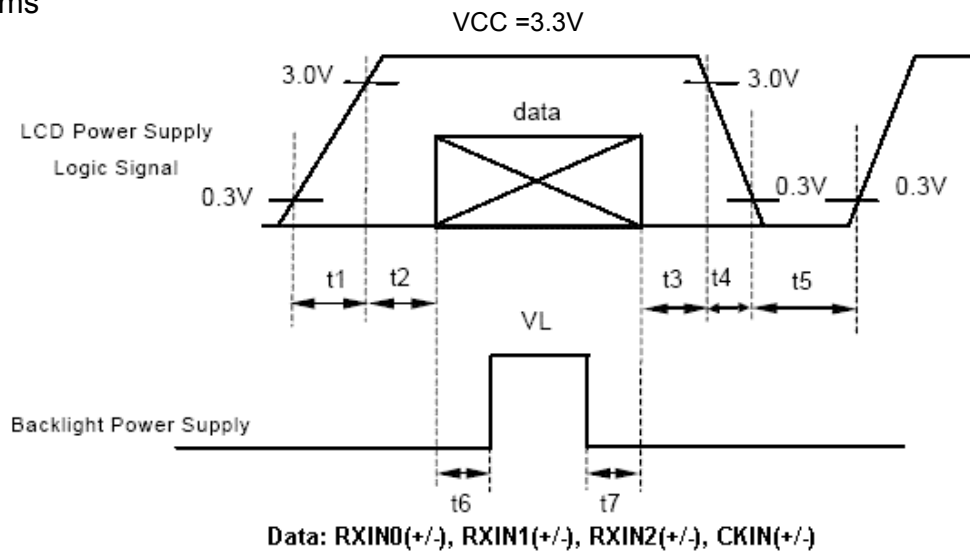 ms
VCC =3.3V
3.0V
3.0V
data
LCD Power Supply
Logic Signal
0.3V
0.3V
0.3V
t1
t2
t3
t4
t5
VL
Backlight Power Supply
t6
t7
Data: RXIN0(+/-), RXIN1(+/-), RXIN2(+/-), CKIN(+/-)